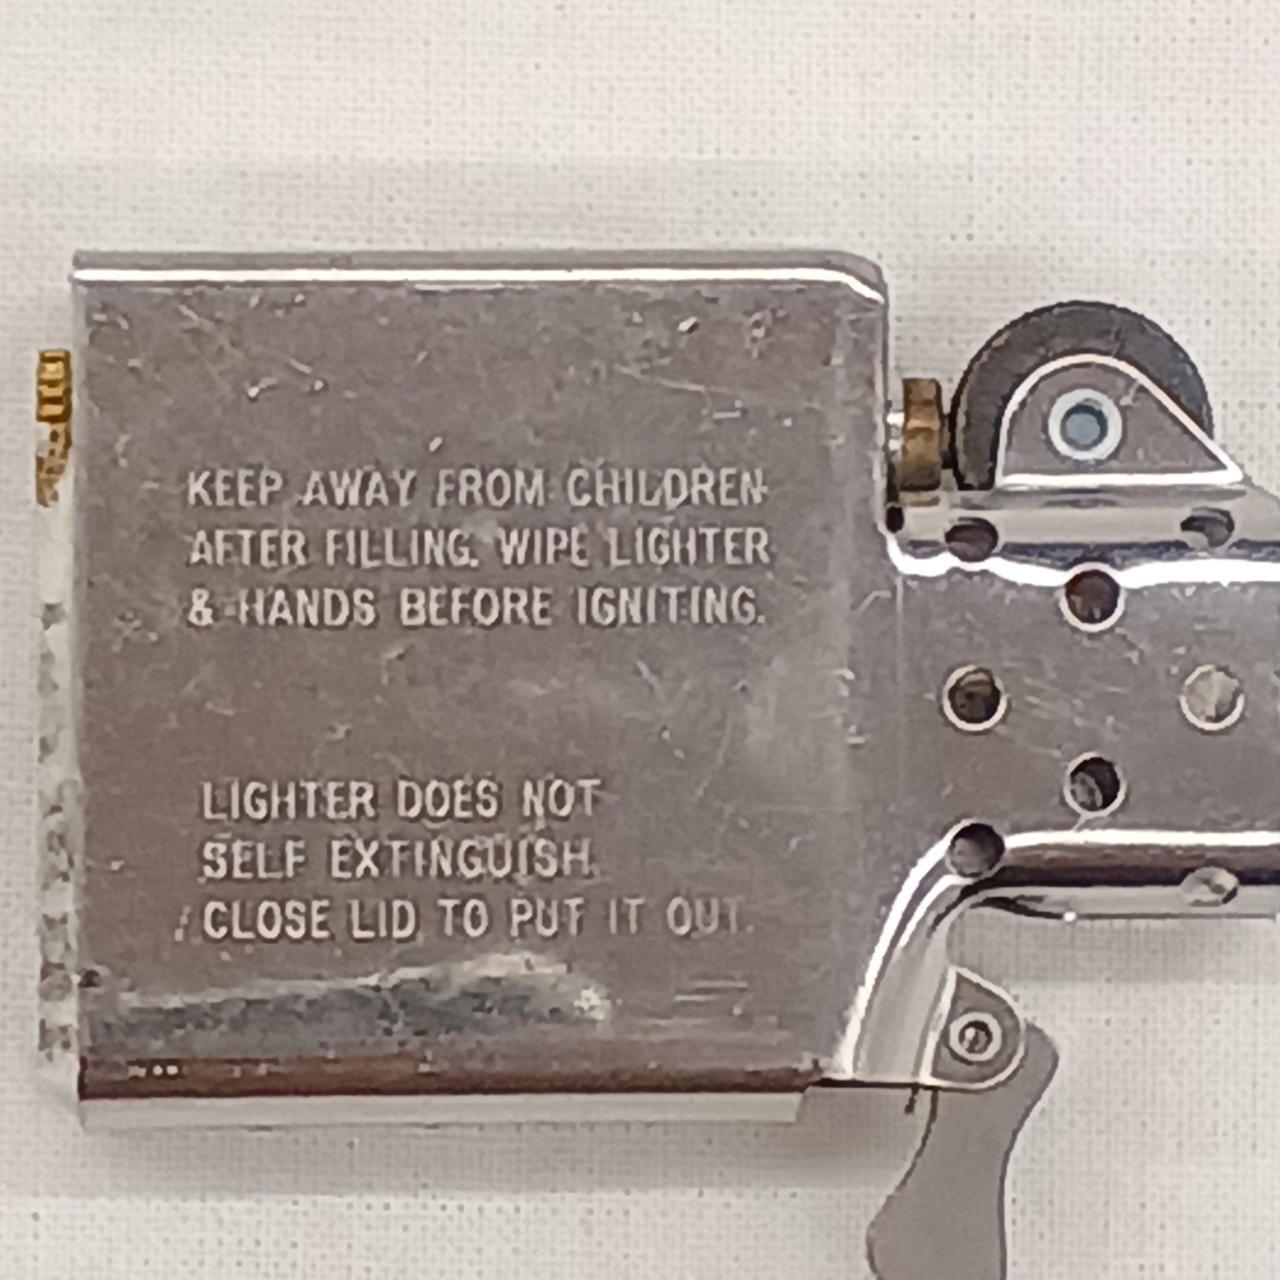 KEEP AWAY FROM CHILDREN
AFTER FILLING, WIPE LIGHTER
& HANDS BEFORE IGNITING.
LIGHTER DOES NOT
SELF EXTINGUISH.
CLOSE LID TO PUT IT OUT.